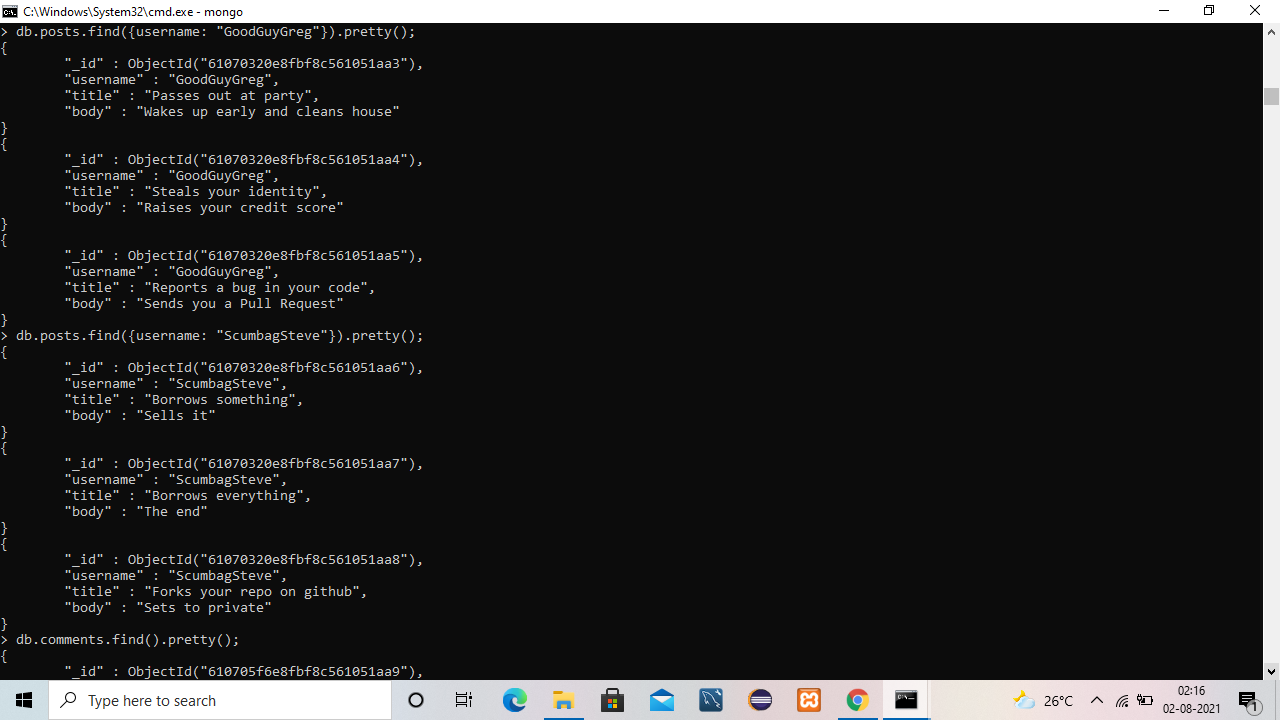 C:\Windows\System32\cmd.exe - mongo
> db.posts.find({username: "GoodGuyGreg"}).pretty();
{
"_id" : ObjectId("61070320e8fbf8c561051aa3"),
"username" : "GoodGuyGreg",
"title" : "Passes out at party",
"body" : "Wakes up early and cleans house"
}
{
"_id" : ObjectId("61070320e8fbf8c561051aa4"),
"username" : "GoodGuyGreg",
"title" : "Steals your identity",
"body" : "Raises your credit score"
}
{
"_id" : ObjectId("61070320e8fbf8c561051aa5"),
"username" : "GoodGuyGreg",
"title" : "Reports a bug in your code",
"body" : "Sends you a Pull Request"
}
> db.posts.find({username: "ScumbagSteve"}).pretty();
{
"_id" : ObjectId("61070320e8fbf8c561051aa6"),
"username" : "ScumbagSteve",
"title" : "Borrows something",
"body" : "Sells it"
}
{
"_id" : ObjectId("61070320e8fbf8c561051aa7"),
"username" : "ScumbagSteve",
"title" : "Borrows everything",
"body" : "The end"
}
{
"_id" : ObjectId("61070320e8fbf8c561051aa8"),
"username" : "ScumbagSteve",
"title" : "Forks your repo on github",
"body" : "Sets to private"
}
> db.comments.find().pretty();
{
"_id" : ObjectId("610705f6e8fbf8c561051aa9"),
Type here to search
26°C
02:16
02-08-2021
1